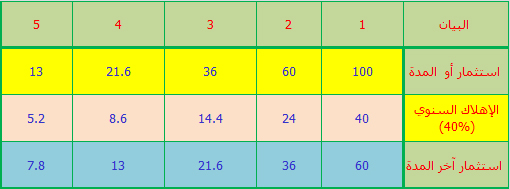 البيان 1 2 3 4 5
استثمار أو المدة 100 60 36 21.6 13
الإهلاك السنوي (40%) 40 24 14.4 8.6 5.2
استثمار آخر المدة 60 36 21.6 13 7.8